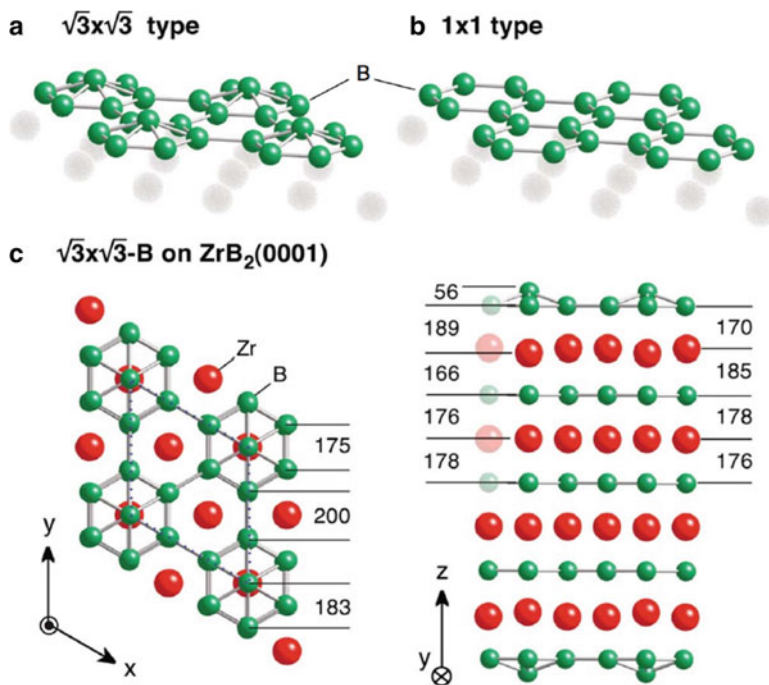 a √3x√3 type
b 1x1 type
B
c √3x√3-B on ZrB₂(0001)
Zr
B
175
200
183
y
x
56
189
166
176
178
170
185
178
176
z
y